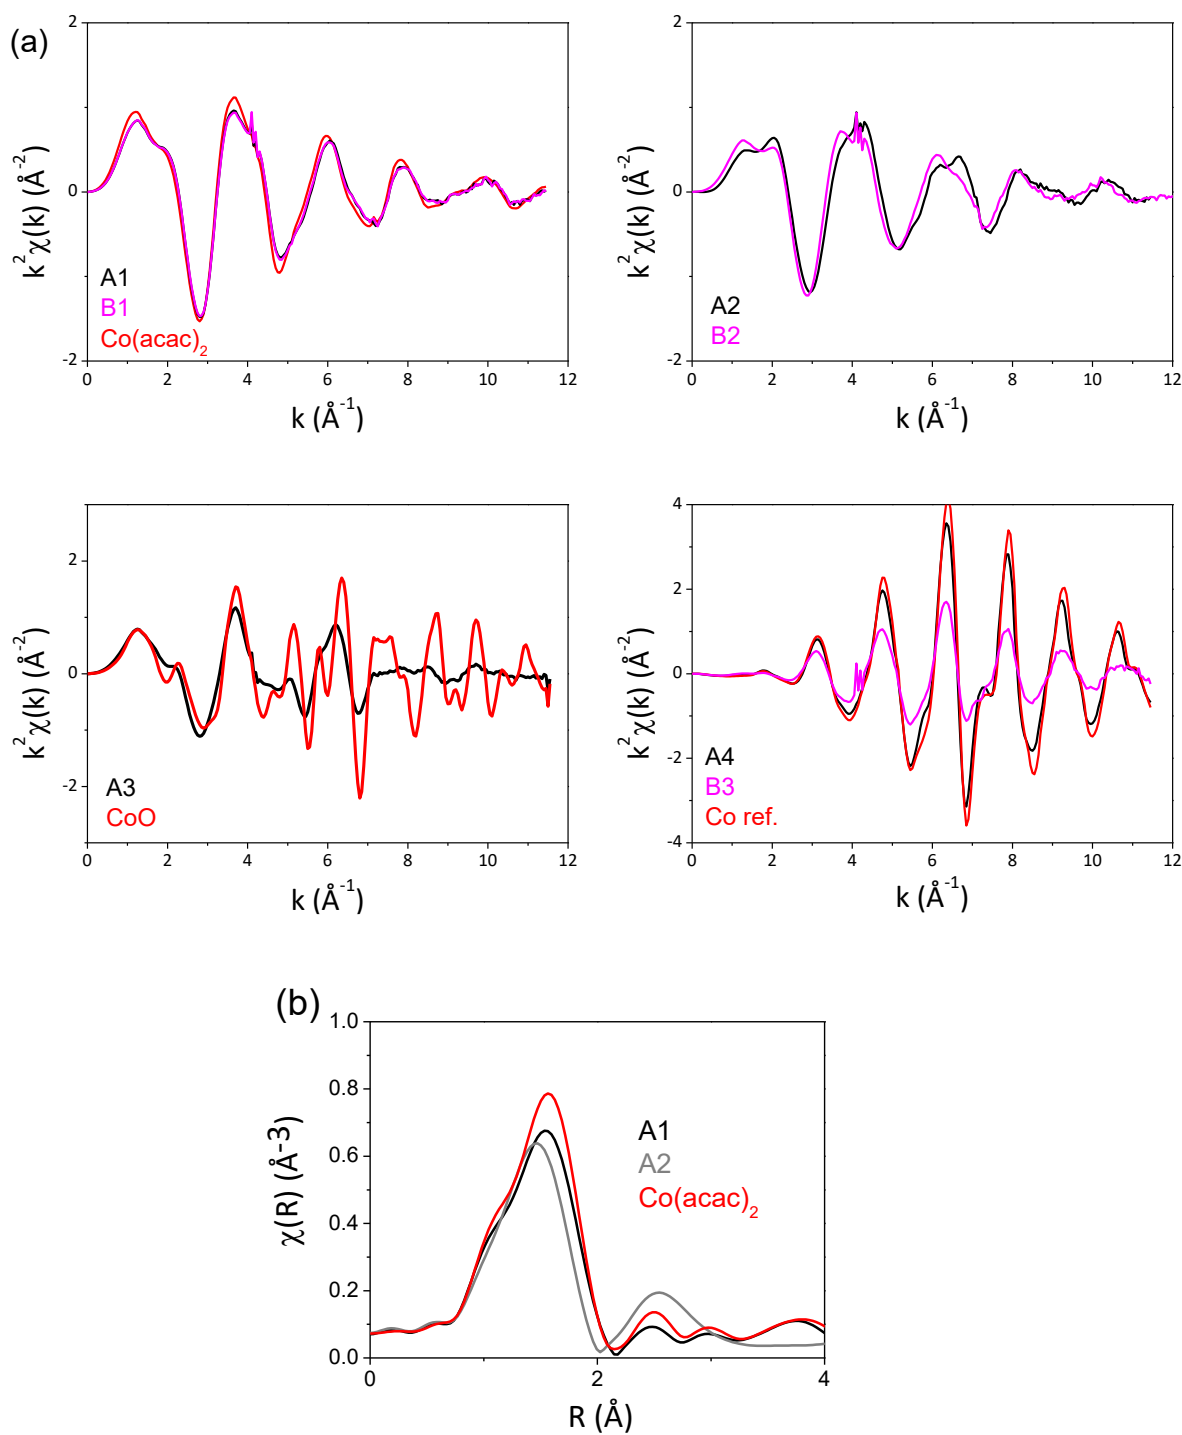 (a)
2
0
-2
k² χ(k) (Å⁻²)
A1
B1
Co(acac)₂
0 2 4 6 8 10 12
k (Å⁻¹)
2
0
-2
k² χ(k) (Å⁻²)
A2
B2
0 2 4 6 8 10 12
k (Å⁻¹)
2
0
-2
k² χ(k) (Å⁻²)
A3
CoO
0 2 4 6 8 10 12
k (Å⁻¹)
4
2
0
-2
-4
k² χ(k) (Å⁻²)
A4
B3
Co ref.
0 2 4 6 8 10 12
k (Å⁻¹)
(b)
1.0
0.8
0.6
0.4
0.2
0.0
χ(R) (Å⁻³)
A1
A2
Co(acac)₂
0 2 4
R (Å)